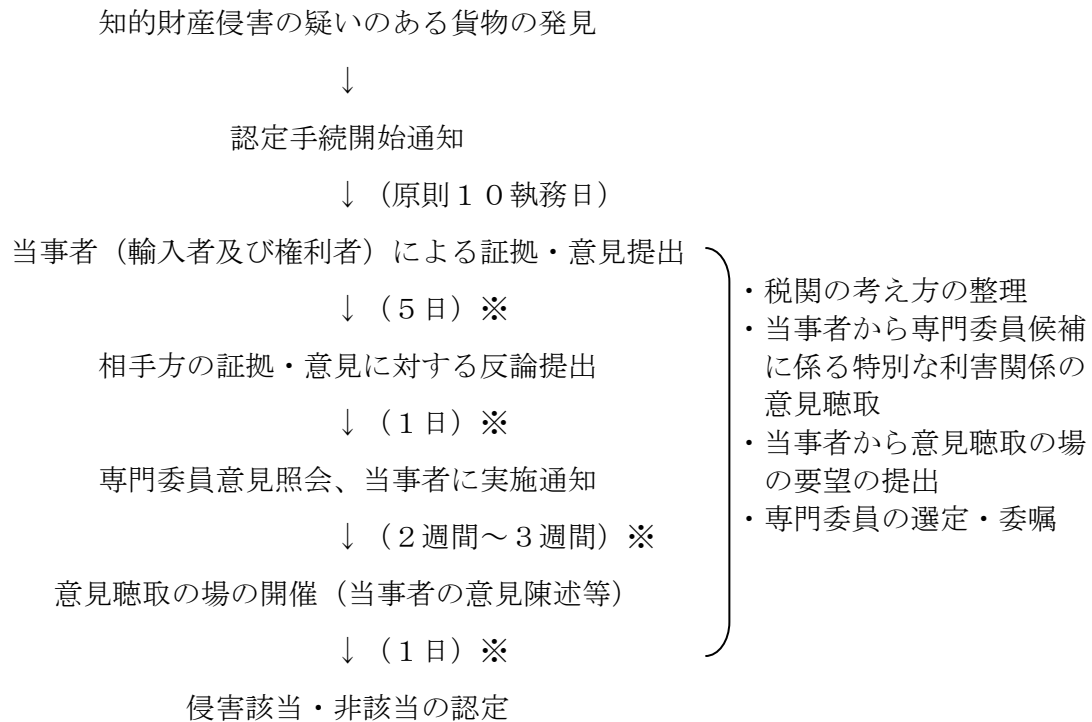 知的財産侵害の疑いのある貨物の発見
↓
認定手続開始通知
↓（原則１０執務日）
当事者（輸入者及び権利者）による証拠・意見提出
↓（５日）※
相手方の証拠・意見に対する反論提出
↓（１日）※
専門委員意見照会、当事者に実施通知
↓（２週間～３週間）※
意見聴取の場の開催（当事者の意見陳述等）
↓（１日）※
侵害該当・非該当の認定
・税関の考え方の整理
・当事者から専門委員候補
に係る特別な利害関係の
意見聴取
・当事者から意見聴取の場
の要望の提出
・専門委員の選定・委嘱